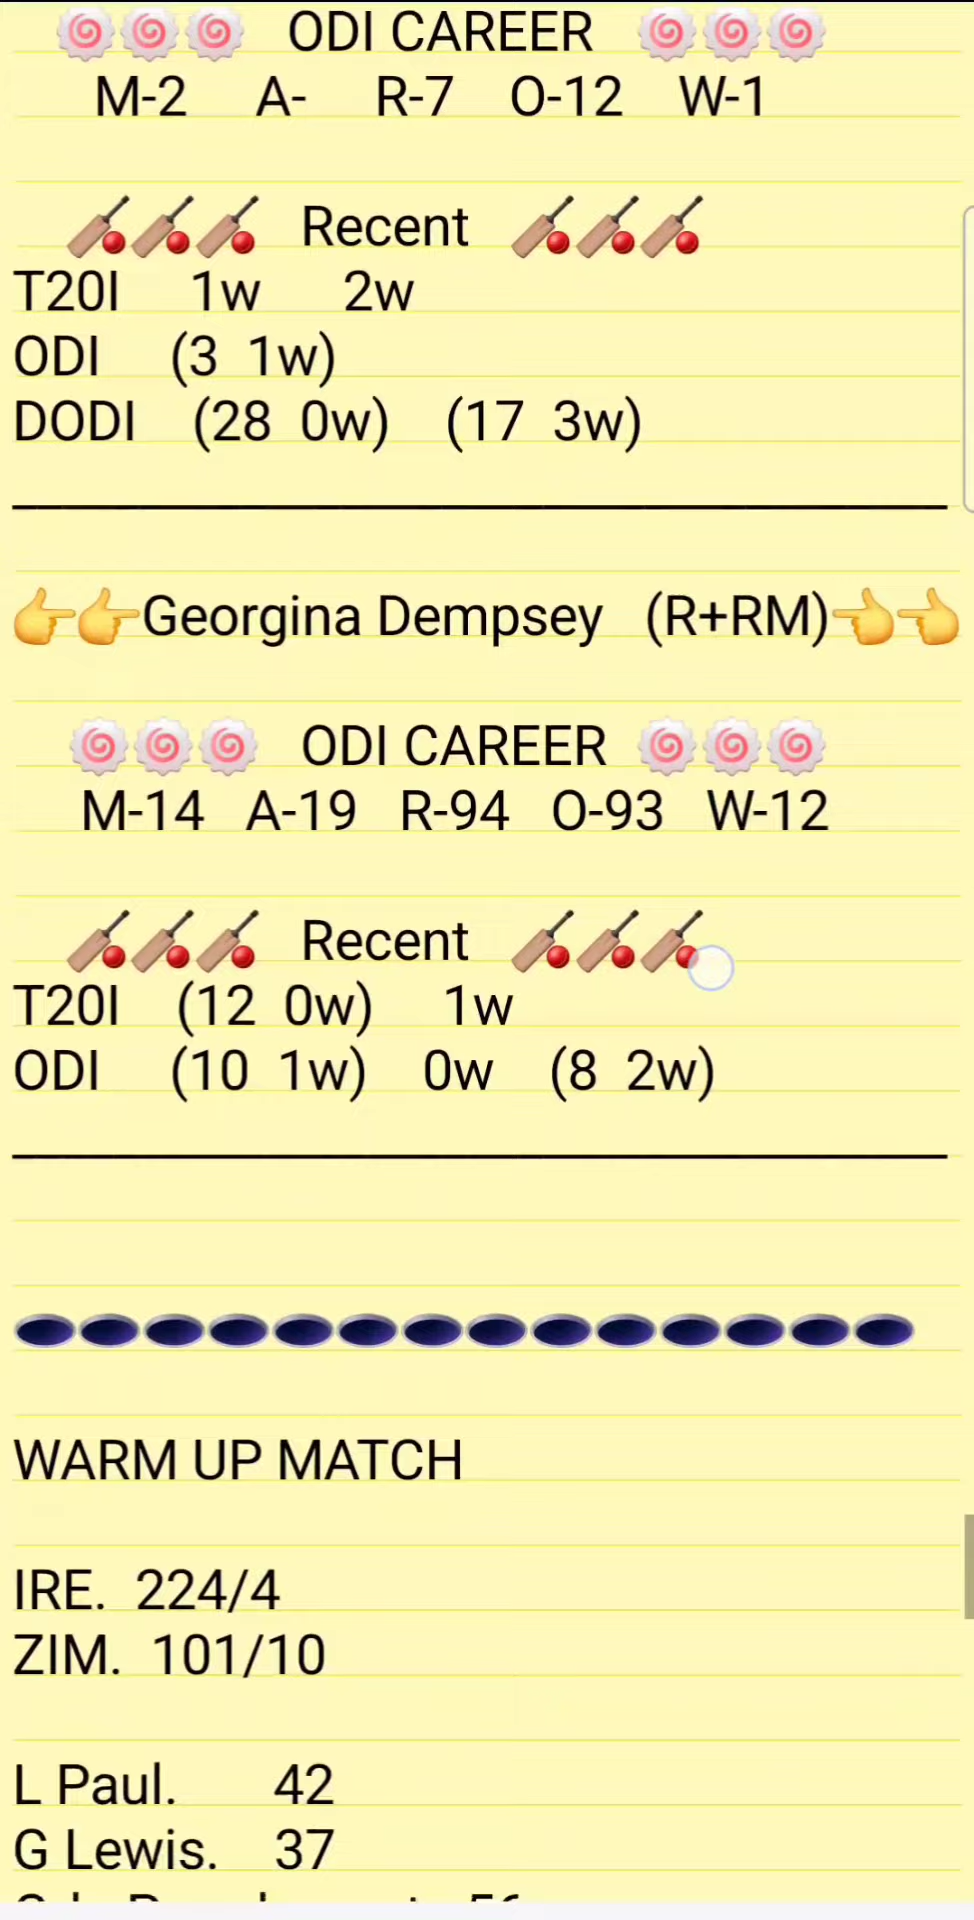 ODI CAREER
M-2 A- R-7 O-12 W-1
Recent
T20I 1w 2w
ODI (3 1w)
DODI (28 0w) (17 3w)
Georgina Dempsey (R+RM)
ODI CAREER
M-14 A-19 R-94 O-93 W-12
Recent
T20I (12 0w) 1w
ODI (10 1w) 0w (8 2w)
WARM UP MATCH
IRE. 224/4
ZIM. 101/10
L Paul. 42
G Lewis. 37